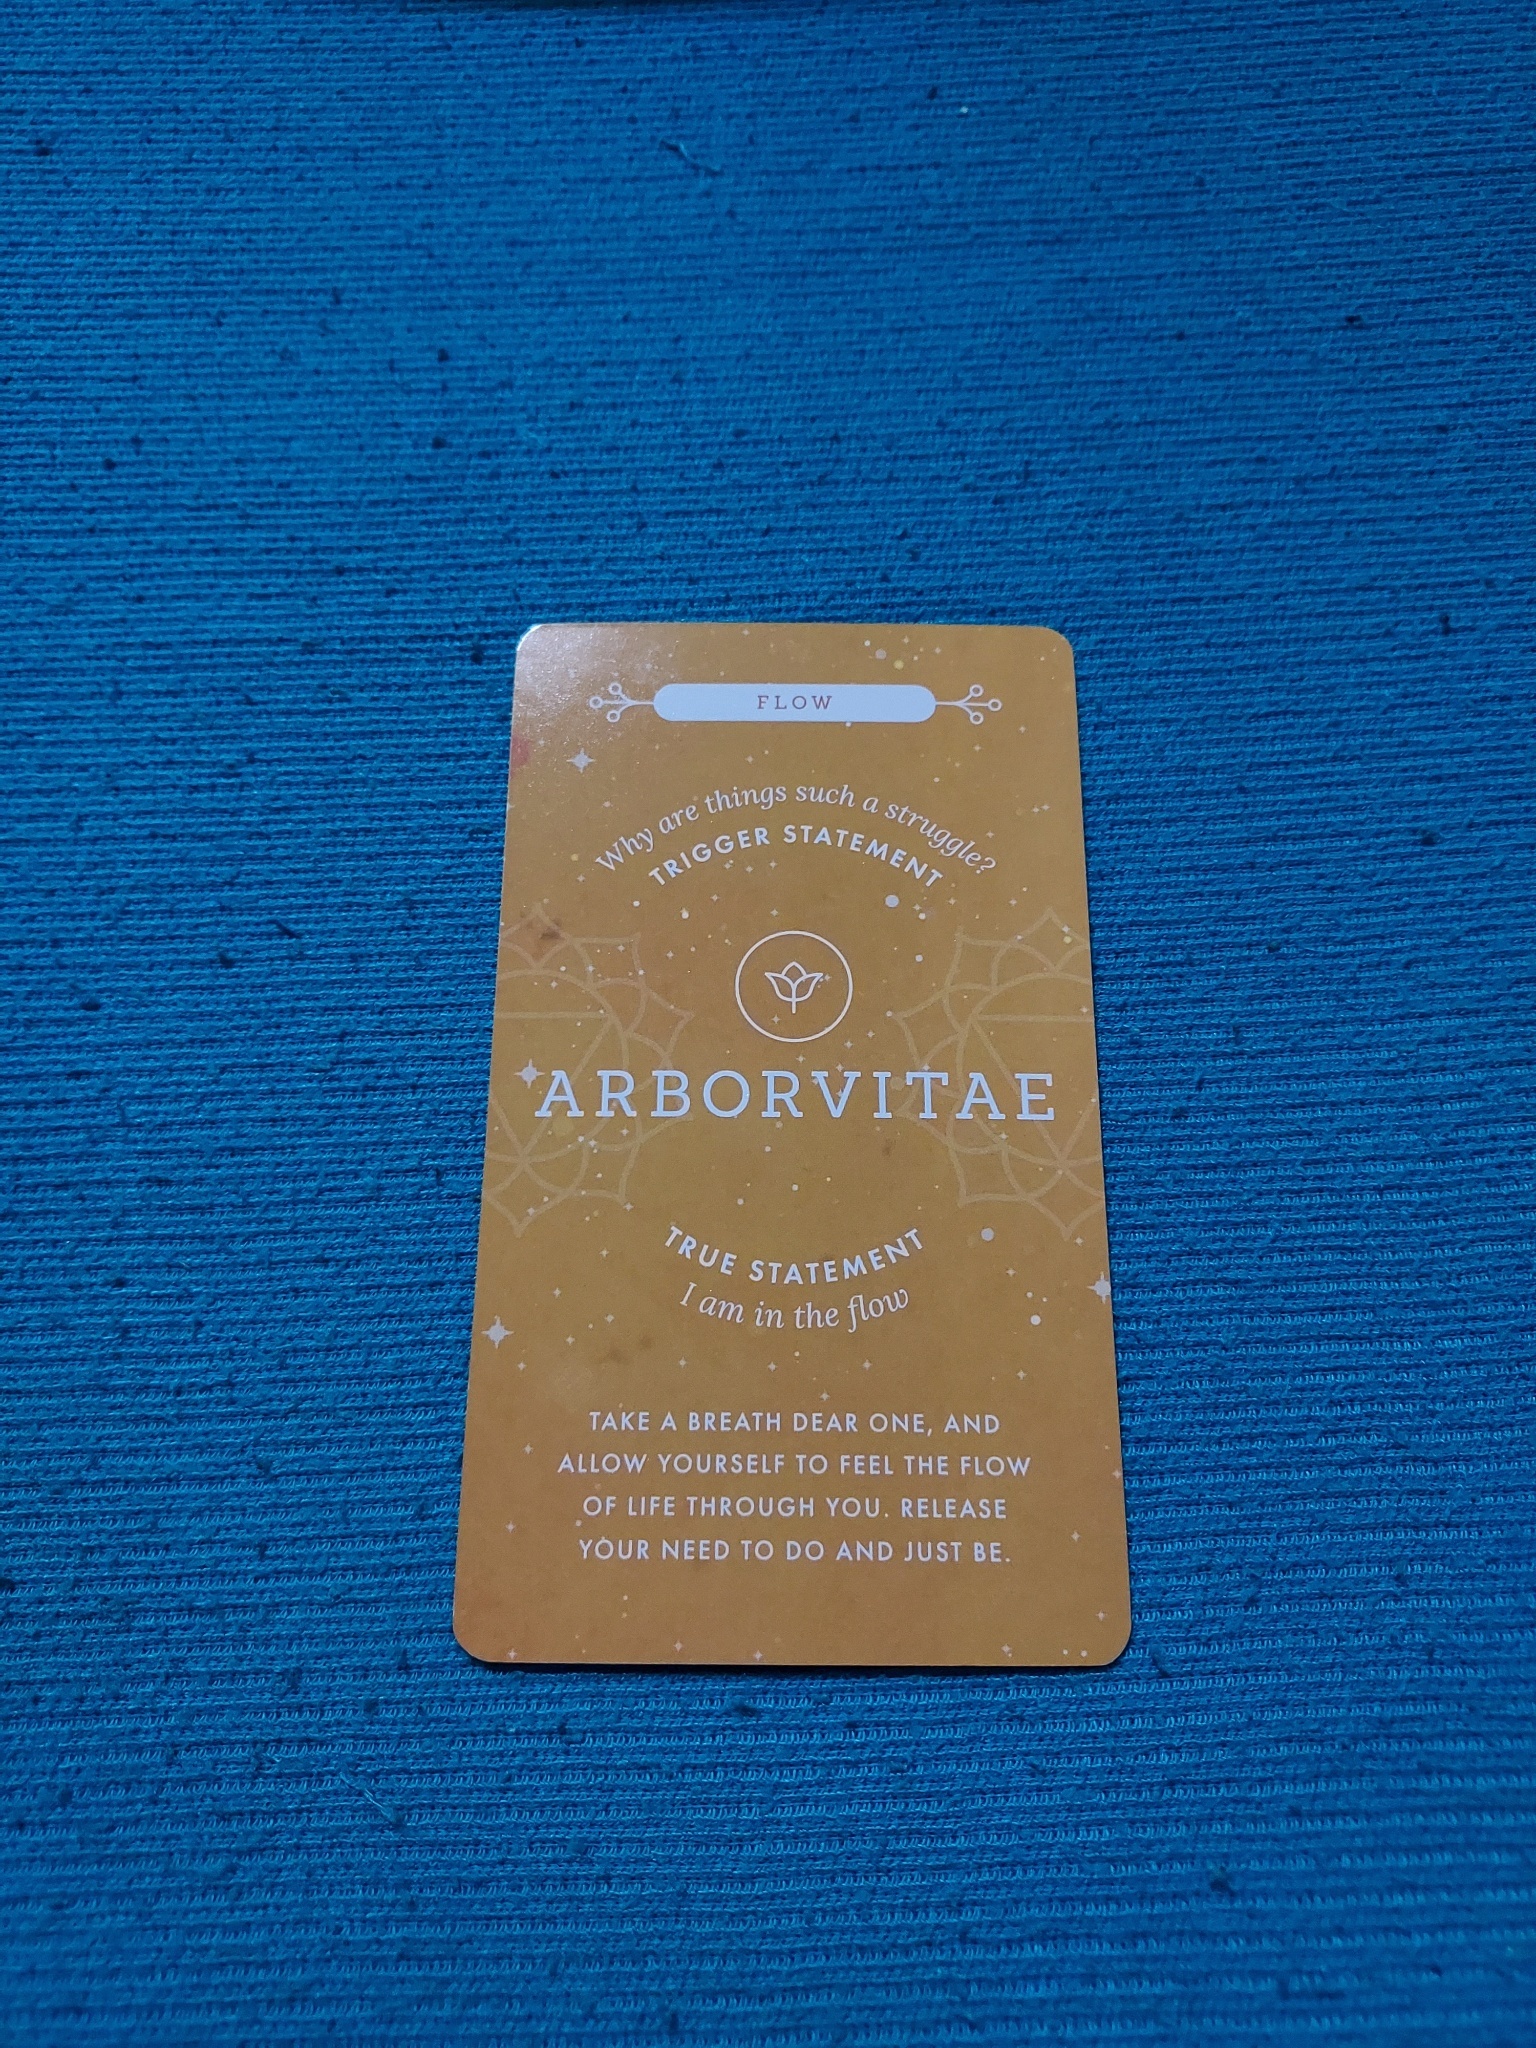 FLOW
Why are things such a struggle?
TRIGGER STATEMENT
ARBORVITAE
TRUE STATEMENT
I am in the flow
TAKE A BREATH DEAR ONE, AND
ALLOW YOURSELF TO FEEL THE FLOW
OF LIFE THROUGH YOU. RELEASE
YOUR NEED TO DO AND JUST BE.